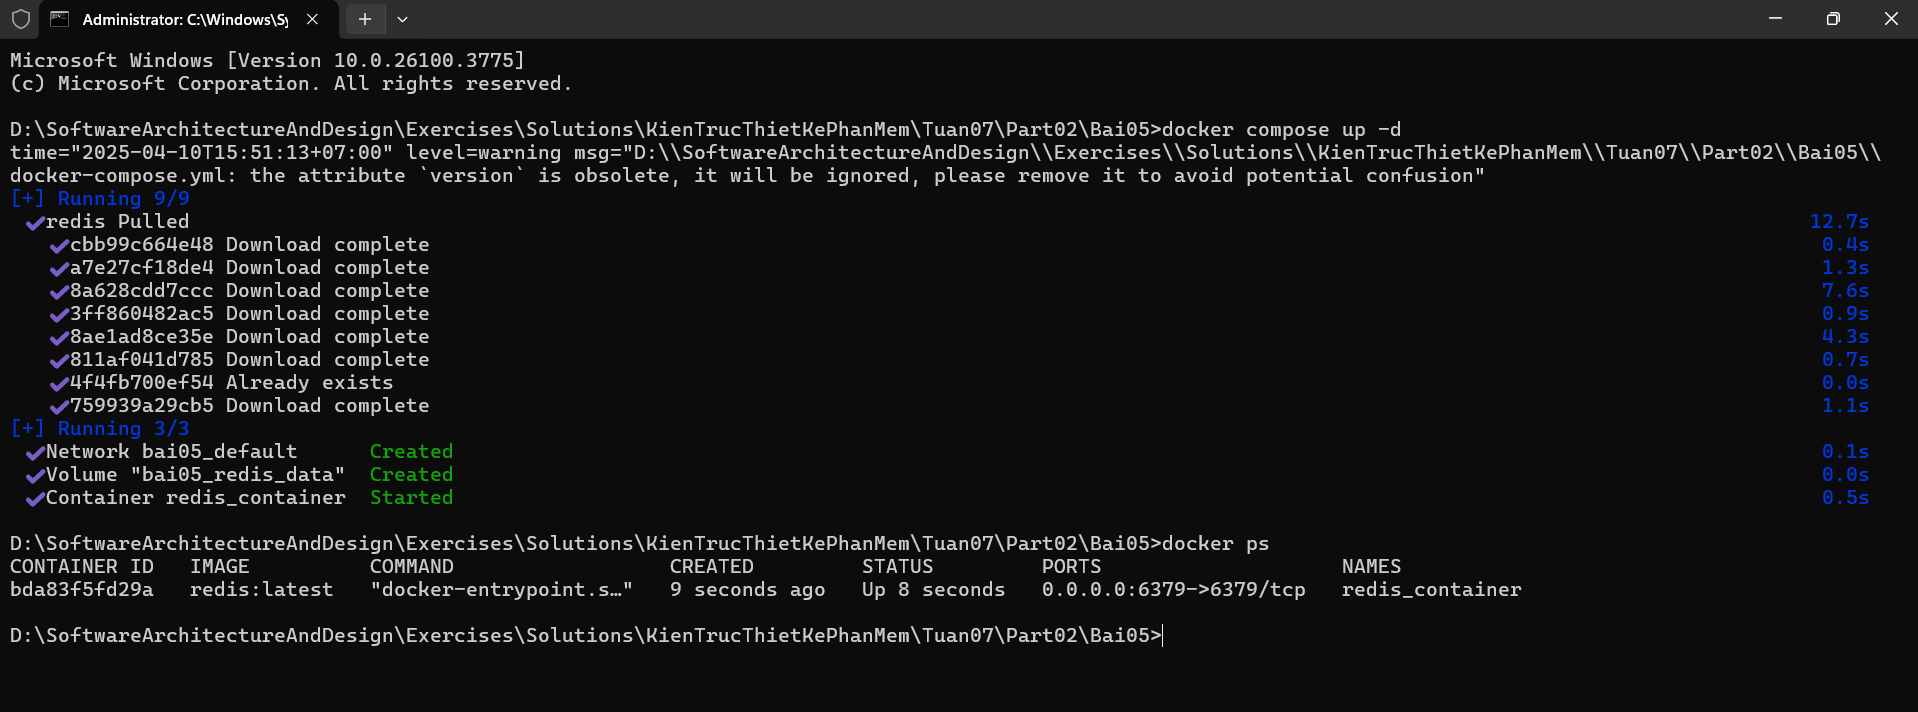 Administrator: C:\Windows\Sy
Microsoft Windows [Version 10.0.26100.3775]
(c) Microsoft Corporation. All rights reserved.
D:\SoftwareArchitectureAndDesign\Exercises\Solutions\KienTrucThietKePhanMem\Tuan07\Part02\Bai05>docker compose up -d
time="2025-04-10T15:51:13+07:00" level=warning msg="D:\\SoftwareArchitectureAndDesign\\Exercises\\Solutions\\KienTrucThietKePhanMem\\Tuan07\\Part02\\Bai05\\
docker-compose.yml: the attribute `version` is obsolete, it will be ignored, please remove it to avoid potential confusion"
[+] Running 9/9
✔redis Pulled 12.7s
✔cbb99c664e48 Download complete 0.4s
✔a7e27cf18de4 Download complete 1.3s
✔8a628cdd7ccc Download complete 7.6s
✔3ff860482ac5 Download complete 0.9s
✔8ae1ad8ce35e Download complete 4.3s
✔811af041d785 Download complete 0.7s
✔4f4fb700ef54 Already exists 0.0s
✔759939a29cb5 Download complete 1.1s
[+] Running 3/3
✔Network bai05_default Created 0.1s
✔Volume "bai05_redis_data" Created 0.0s
✔Container redis_container Started 0.5s
D:\SoftwareArchitectureAndDesign\Exercises\Solutions\KienTrucThietKePhanMem\Tuan07\Part02\Bai05>docker ps
CONTAINER ID IMAGE COMMAND CREATED STATUS PORTS NAMES
bda83f5fd29a redis:latest "docker-entrypoint.s…" 9 seconds ago Up 8 seconds 0.0.0.0:6379->6379/tcp redis_container
D:\SoftwareArchitectureAndDesign\Exercises\Solutions\KienTrucThietKePhanMem\Tuan07\Part02\Bai05>